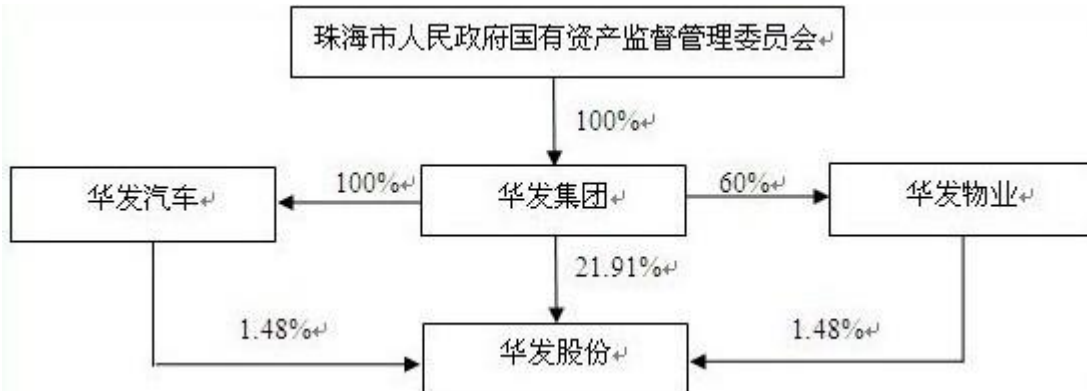 珠海市人民政府国有资产监督管理委员会↵
100%↵
华发汽车↵
100%↵
华发集团↵
60%↵
华发物业↵
21.91%↵
1.48%↵
华发股份↵
1.48%↵